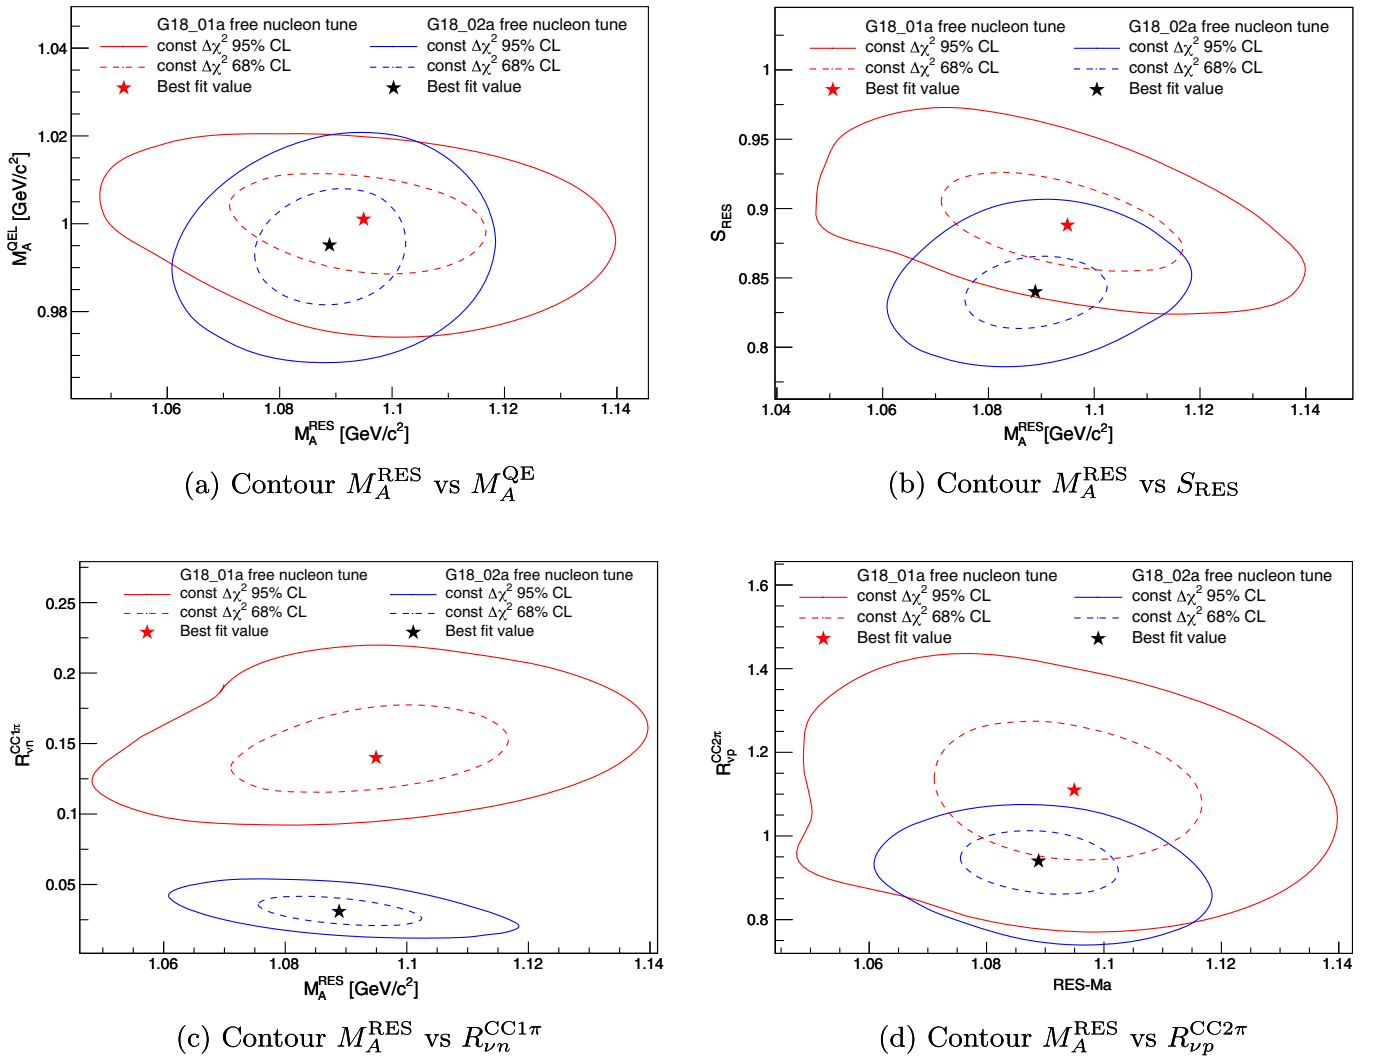 G18_01a free nucleon tune G18_02a free nucleon tune
const Δχ² 95% CL const Δχ² 95% CL
const Δχ² 68% CL const Δχ² 68% CL
Best fit value Best fit value
1.04
1.02
1
0.98
M_A^QEL [GeV/c²]
1.06 1.08 1.1 1.12 1.14
M_A^RES [GeV/c²]
(a) Contour M_A^RES vs M_A^QE
G18_01a free nucleon tune G18_02a free nucleon tune
const Δχ² 95% CL const Δχ² 95% CL
const Δχ² 68% CL const Δχ² 68% CL
Best fit value Best fit value
1
0.95
0.9
0.85
0.8
S_RES
1.04 1.06 1.08 1.1 1.12 1.14
M_A^RES[GeV/c²]
(b) Contour M_A^RES vs S_RES
G18_01a free nucleon tune G18_02a free nucleon tune
const Δχ² 95% CL const Δχ² 95% CL
const Δχ² 68% CL const Δχ² 68% CL
Best fit value Best fit value
0.25
0.2
0.15
0.1
0.05
R_νn^CC1π
1.06 1.08 1.1 1.12 1.14
M_A^RES [GeV/c²]
(c) Contour M_A^RES vs R_νn^CC1π
G18_01a free nucleon tune G18_02a free nucleon tune
const Δχ² 95% CL const Δχ² 95% CL
const Δχ² 68% CL const Δχ² 68% CL
Best fit value Best fit value
1.6
1.4
1.2
1
0.8
R_νp^CC2π
1.06 1.08 1.1 1.12 1.14
RES-Ma
(d) Contour M_A^RES vs R_νp^CC2π